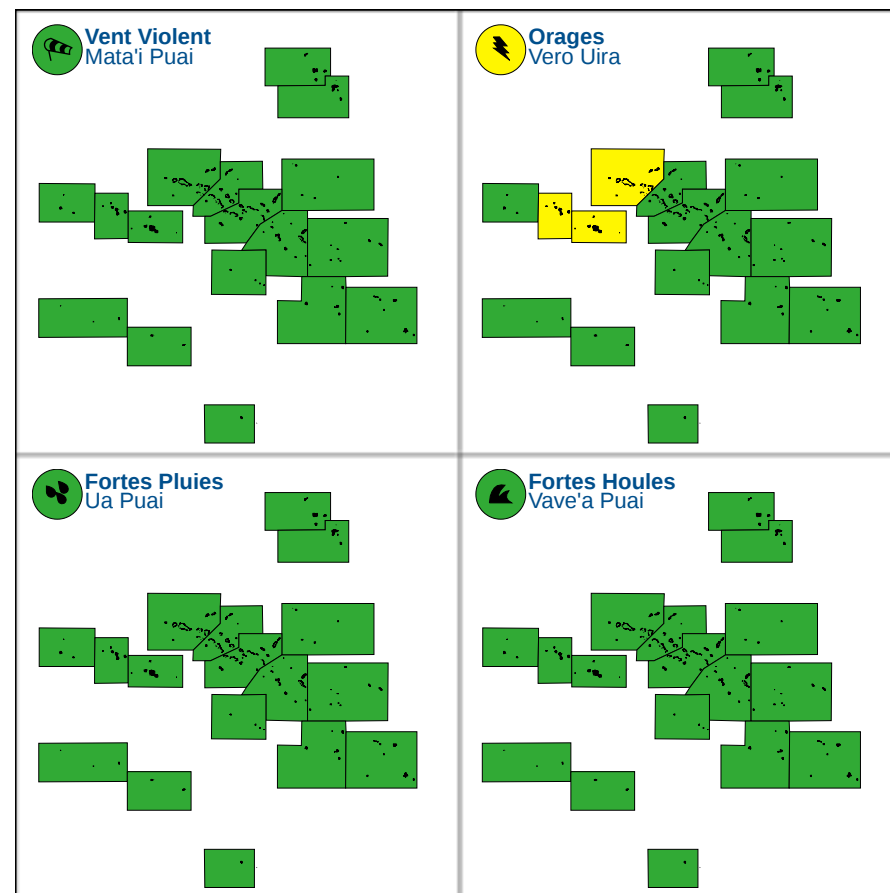 Vent Violent
Mata'i Puai
Orages
Vero Uira
Fortes Pluies
Ua Puai
Fortes Houles
Vave'a Puai